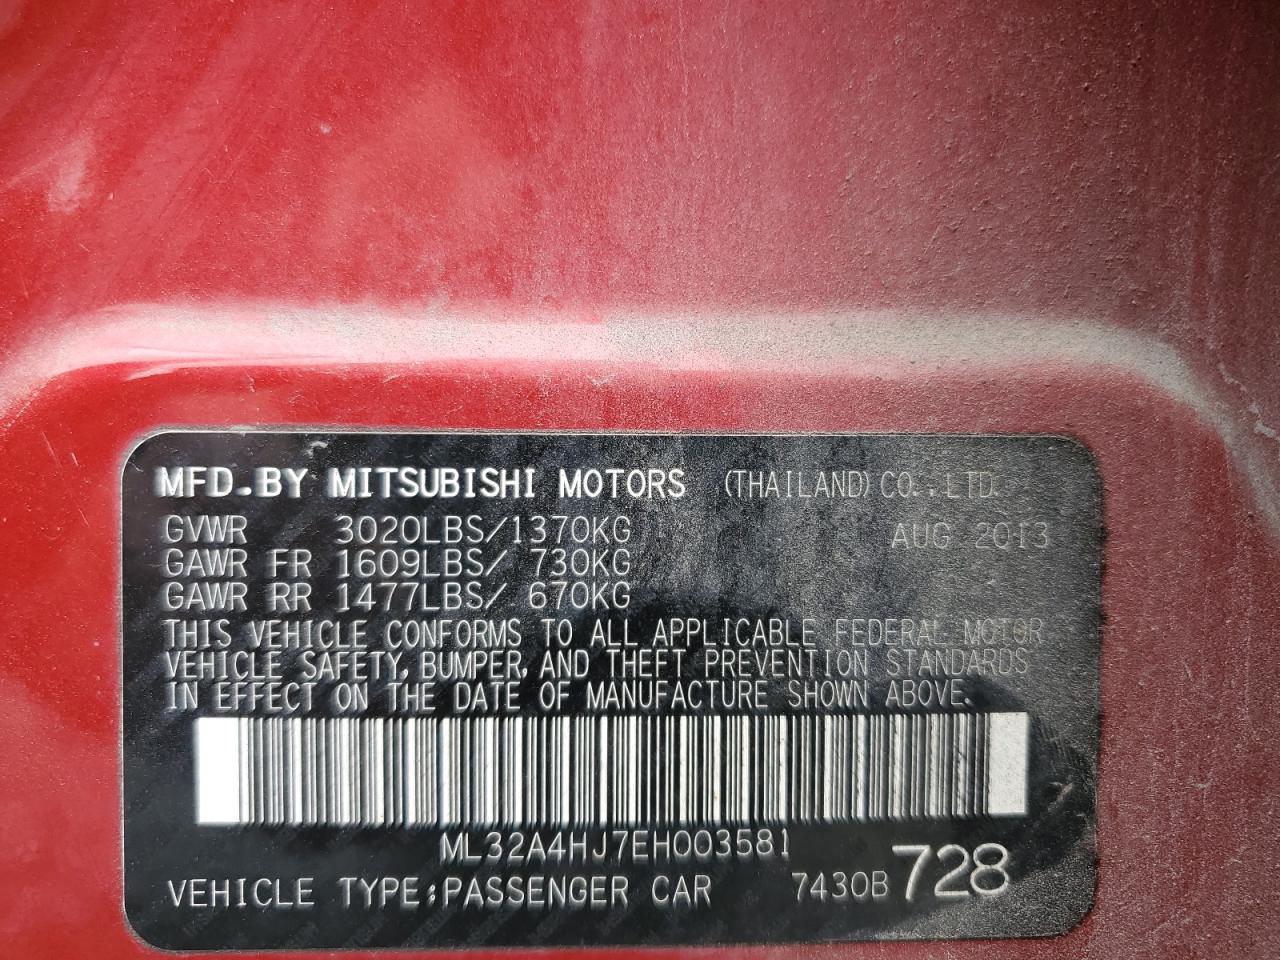 MFD.BY MITSUBISHI MOTORS (THAILAND) CO.,LTD.
GVWR 3020LBS/1370KG AUG 2013
GAWR FR 1609LBS/ 730KG
GAWR RR 1477LBS/ 670KG
THIS VEHICLE CONFORMS TO ALL APPLICABLE FEDERAL MOTOR
VEHICLE SAFETY, BUMPER, AND THEFT PREVENTION STANDARDS
IN EFFECT ON THE DATE OF MANUFACTURE SHOWN ABOVE.
ML32A4HJ7EH003581
VEHICLE TYPE:PASSENGER CAR 7430B 728